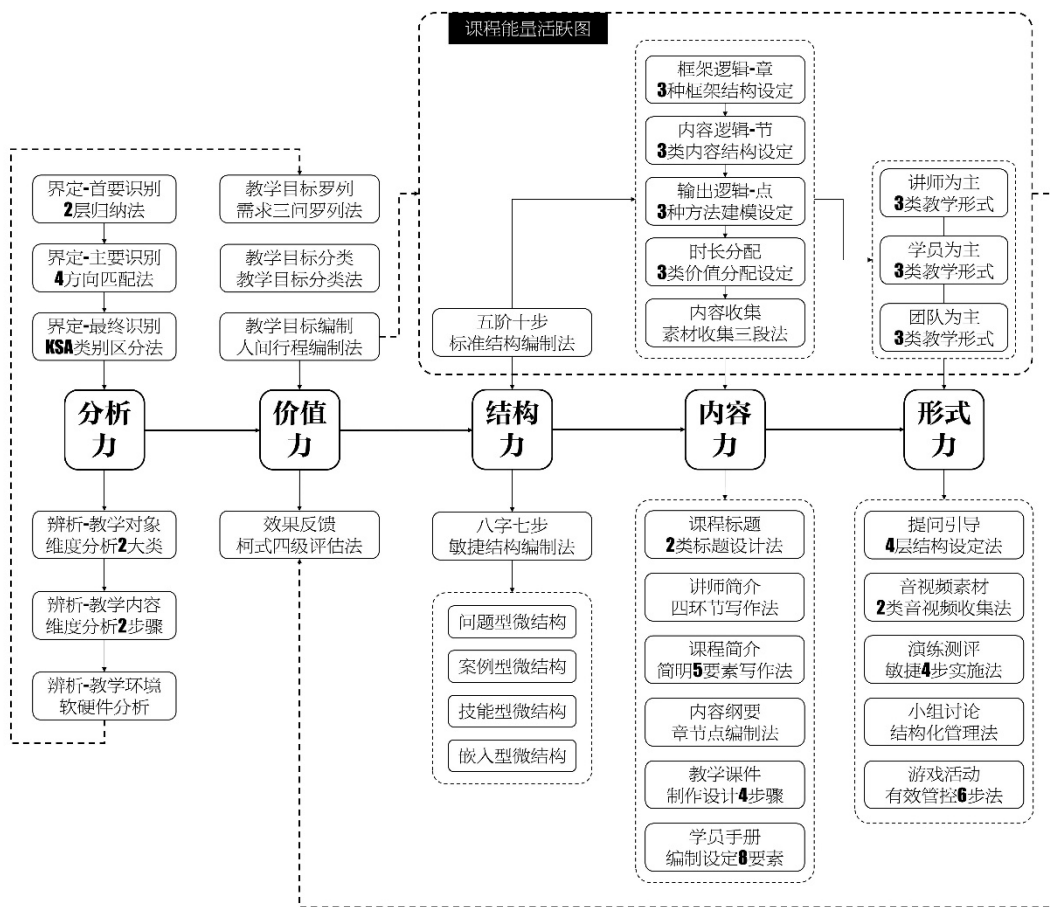 课程能量活跃图
框架逻辑-章
3种框架结构设定
内容逻辑-节
3类内容结构设定
输出逻辑-点
3种方法建模设定
时长分配
3类价值分配设定
内容收集
素材收集三段法
讲师为主
3类教学形式
学员为主
3类教学形式
团队为主
3类教学形式
界定-首要识别
2层归纳法
界定-主要识别
4方向匹配法
界定-最终识别
KSA类别区分法
教学目标罗列
需求三问罗列法
教学目标分类
教学目标分类法
教学目标编制
人间行程编制法
五阶十步
标准结构编制法
分析
力
价值
力
结构
力
内容
力
形式
力
辨析-教学对象
维度分析2大类
辨析-教学内容
维度分析2步骤
辨析-教学环境
软硬件分析
效果反馈
柯式四级评估法
八字七步
敏捷结构编制法
问题型微结构
案例型微结构
技能型微结构
嵌入型微结构
课程标题
2类标题设计法
讲师简介
四环节写作法
课程简介
简明5要素写作法
内容纲要
章节点编制法
教学课件
制作设计4步骤
学员手册
编制设定8要素
提问引导
4层结构设定法
音视频素材
2类音视频收集法
演练测评
敏捷4步实施法
小组讨论
结构化管理法
游戏活动
有效管控6步法